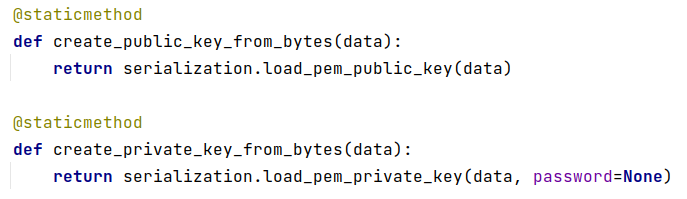 @staticmethod
def create_public_key_from_bytes(data):
    return serialization.load_pem_public_key(data)

@staticmethod
def create_private_key_from_bytes(data):
    return serialization.load_pem_private_key(data, password=None)